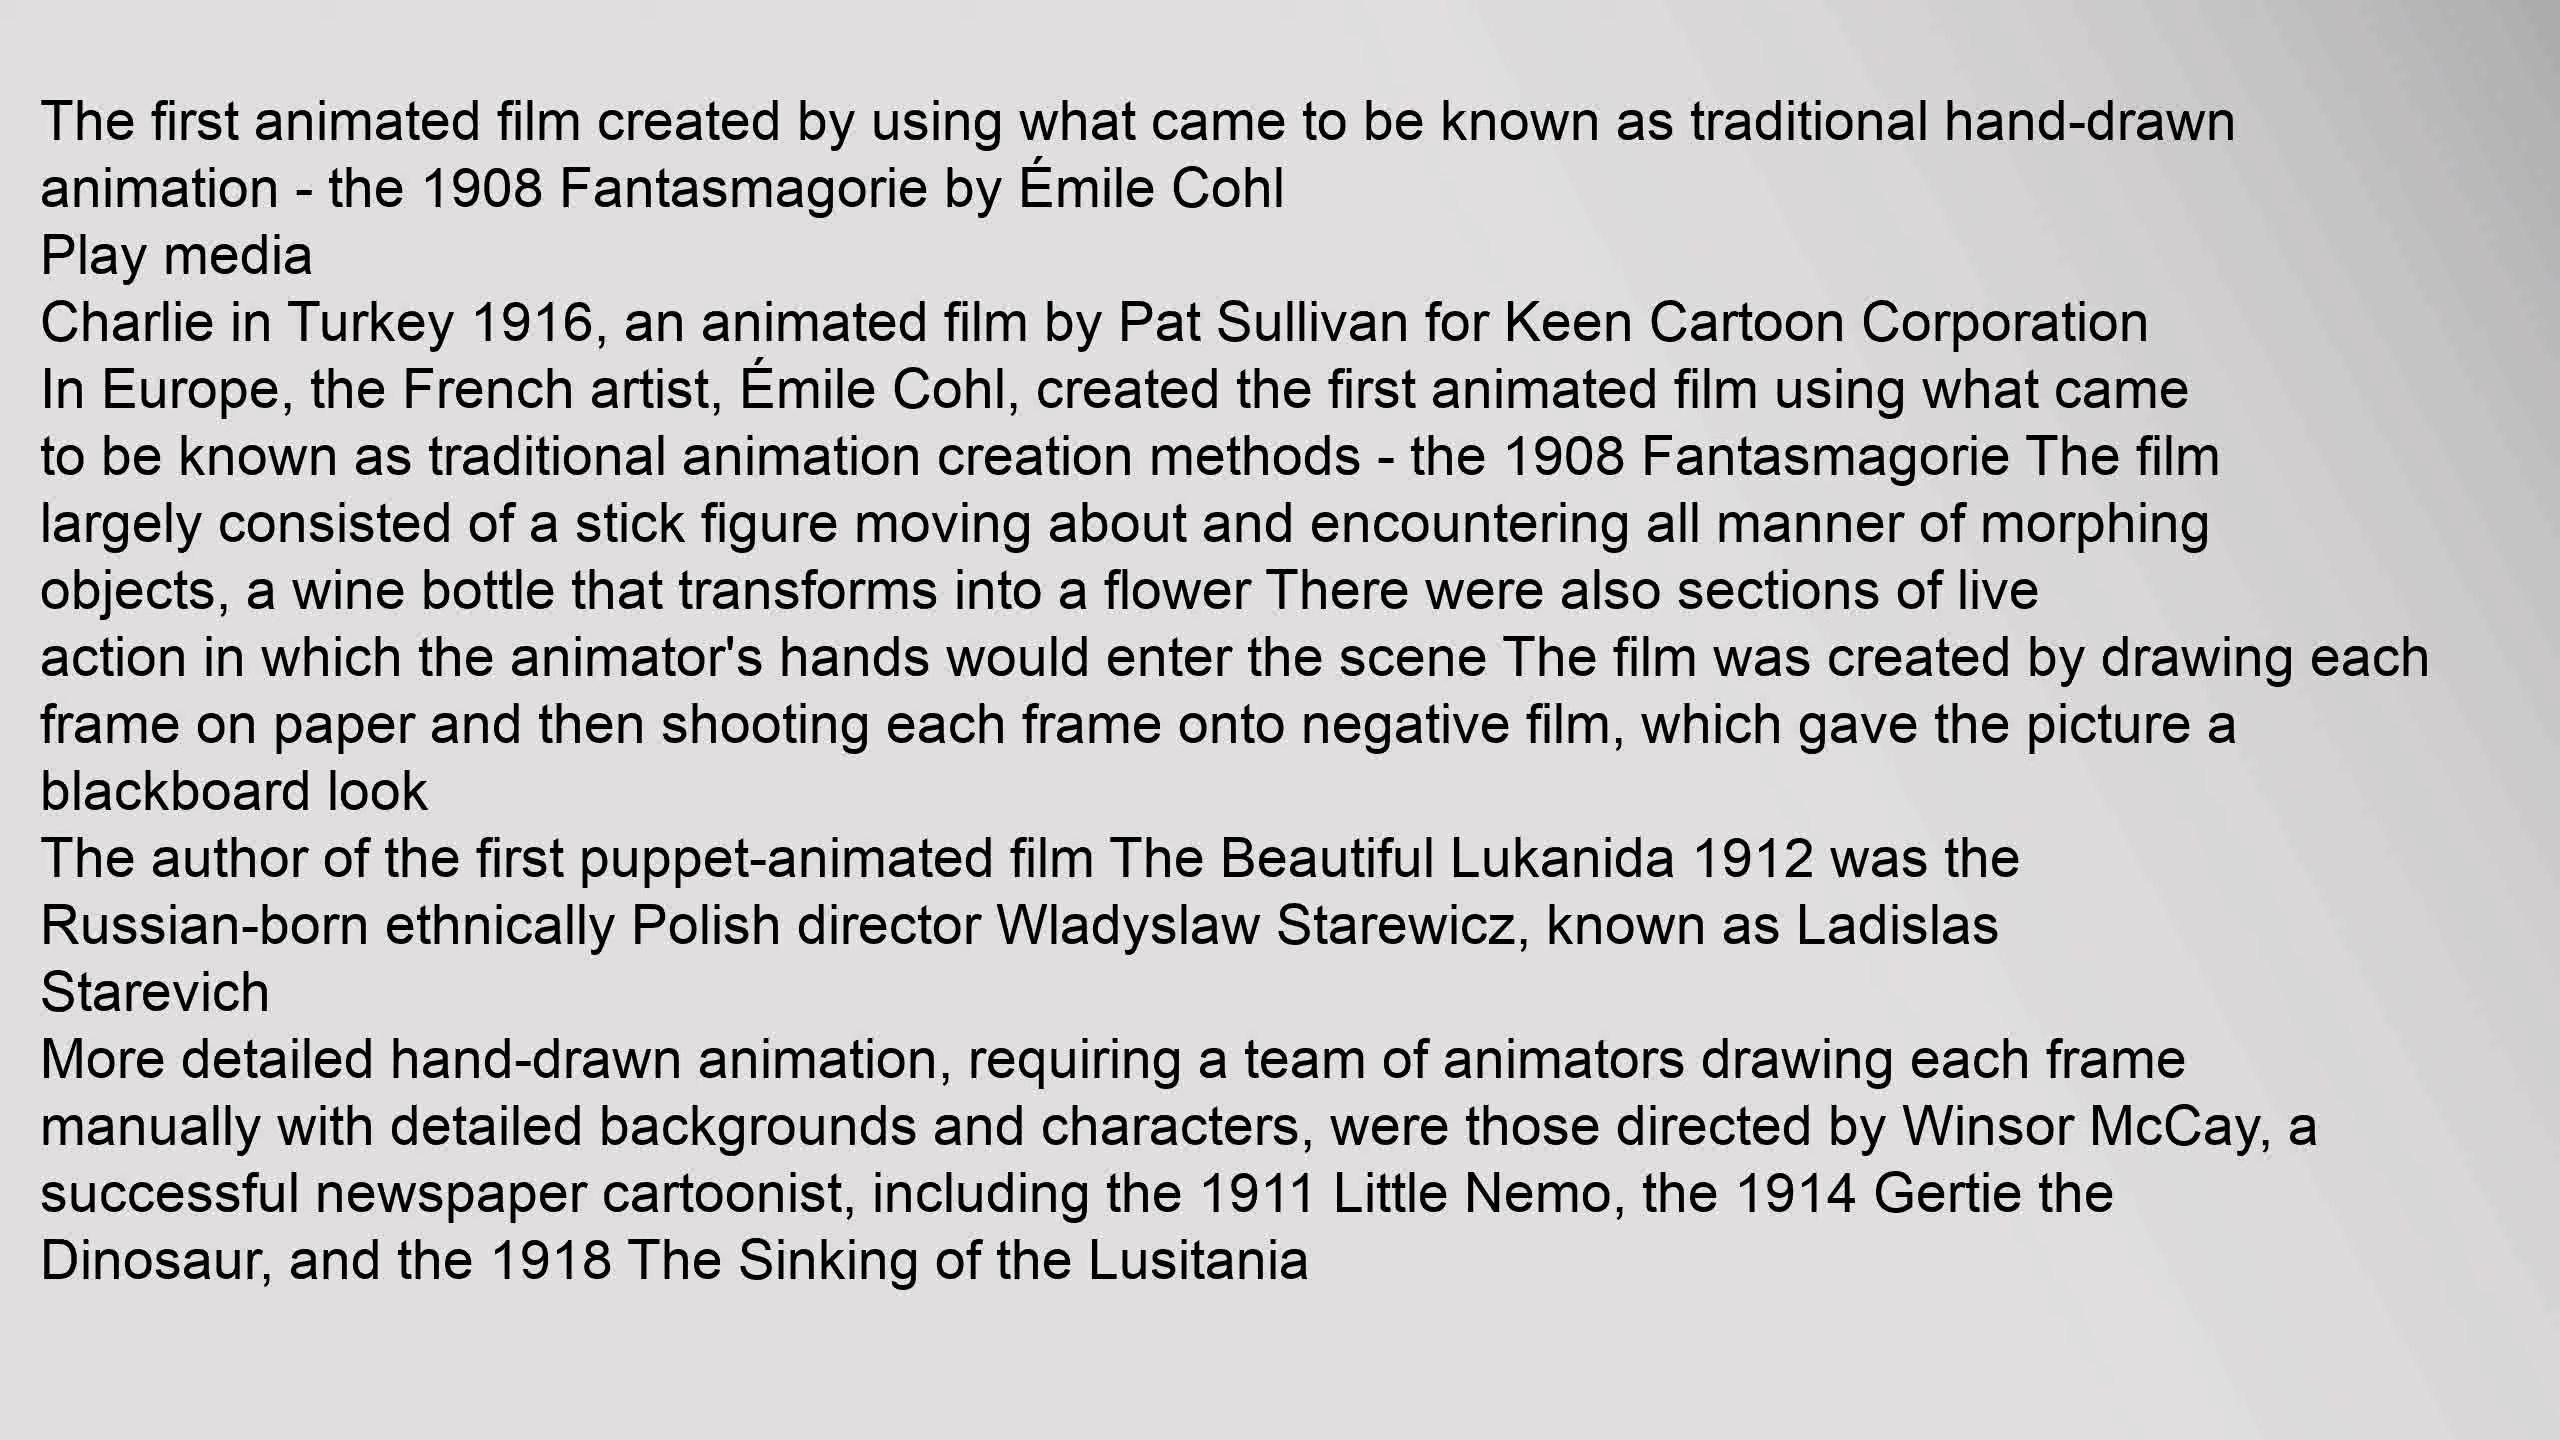 The first animated film created by using what came to be known as traditional hand-drawn
animation - the 1908 Fantasmagorie by Émile Cohl
Play media
Charlie in Turkey 1916, an animated film by Pat Sullivan for Keen Cartoon Corporation
In Europe, the French artist, Émile Cohl, created the first animated film using what came
to be known as traditional animation creation methods - the 1908 Fantasmagorie The film
largely consisted of a stick figure moving about and encountering all manner of morphing
objects, a wine bottle that transforms into a flower There were also sections of live
action in which the animator's hands would enter the scene The film was created by drawing each
frame on paper and then shooting each frame onto negative film, which gave the picture a
blackboard look
The author of the first puppet-animated film The Beautiful Lukanida 1912 was the
Russian-born ethnically Polish director Wladyslaw Starewicz, known as Ladislas
Starevich
More detailed hand-drawn animation, requiring a team of animators drawing each frame
manually with detailed backgrounds and characters, were those directed by Winsor McCay, a
successful newspaper cartoonist, including the 1911 Little Nemo, the 1914 Gertie the
Dinosaur, and the 1918 The Sinking of the Lusitania